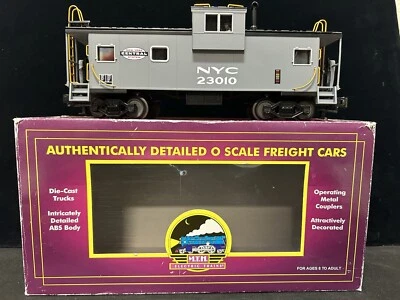 CENTRAL
NYC
23010
AUTHENTICALLY DETAILED O SCALE FREIGHT CARS
Die-Cast
Trucks
Intricately
Detailed
ABS Body
Operating
Metal
Couplers
Attractively
Decorated
M.T.H.
ELECTRIC TRAINS
FOR AGES 8 TO ADULT